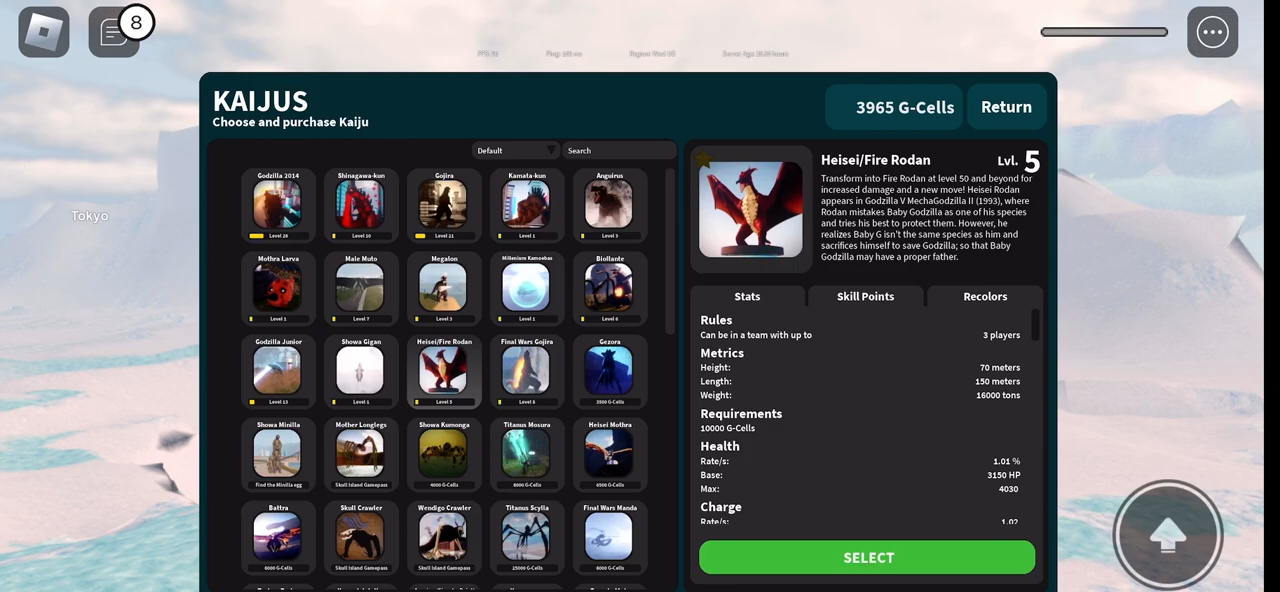 8
Tokyo
KAIJUS
Choose and purchase Kaiju
3965 G-Cells
Return
Default
Search
Godzilla 2014
Shinagawa-kun
Gojira
Kamata-kun
Anguirus
Level 10
Level 21
Level 1
Level 3
Mothra Larva
Male Muto
Megalon
Millenium Kamoebas
Biollante
Level 1
Level 7
Level 3
Level 1
Level 6
Godzilla Junior
Showa Gigan
Heisei/Fire Rodan
Final Wars Gojira
Gezora
Level 13
Level 1
Level 5
Level 8
3500 G-Cells
Showa Minilla
Mother Longlegs
Showa Kumonga
Titanus Mosura
Heisei Mothra
Find the Minilla egg
Skull Island Gamepass
4000 G-Cells
8000 G-Cells
6500 G-Cells
Battra
Skull Crawler
Wendigo Crawler
Titanus Scylla
Final Wars Manda
6000 G-Cells
Skull Island Gamepass
Skull Island Gamepass
25000 G-Cells
8000 G-Cells
Heisei/Fire Rodan
Lvl. 5
Transform into Fire Rodan at level 50 and beyond for
increased damage and a new move! Heisei Rodan
appears in Godzilla V MechaGodzilla II (1993), where
Rodan mistakes Baby Godzilla as one of his species
and tries his best to protect them. However, he
realizes Baby G isn't the same species as him and
sacrifices himself to save Godzilla; so that Baby
Godzilla may have a proper father.
Stats
Skill Points
Recolors
Rules
Can be in a team with up to 3 players
Metrics
Height: 70 meters
Length: 150 meters
Weight: 16000 tons
Requirements
10000 G-Cells
Health
Rate/s: 1.01 %
Base: 3150 HP
Max: 4030
Charge
Rate/s: 1.02
SELECT